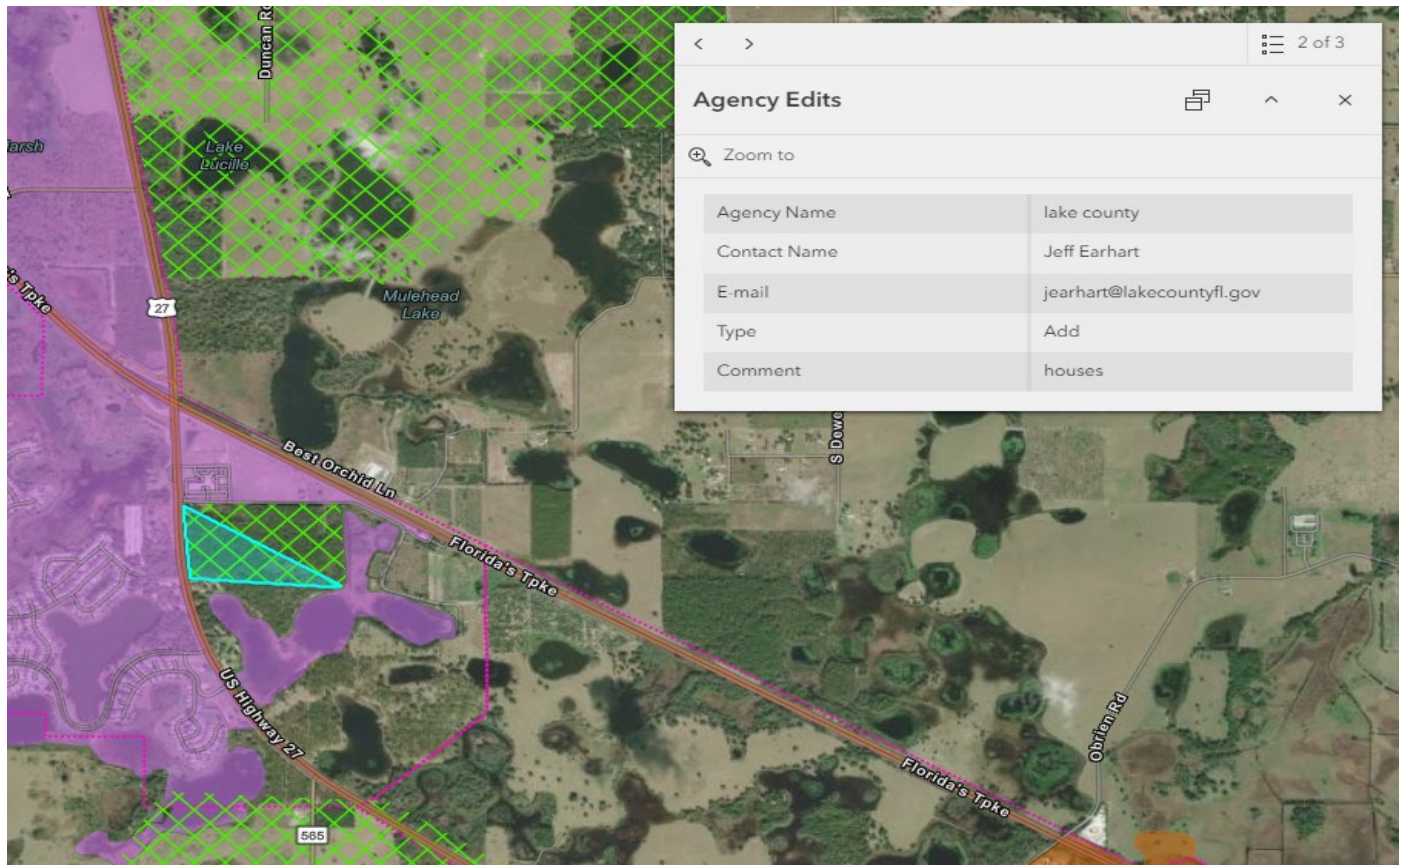 Duncan Rd
2 of 3
Agency Edits
Zoom to
Agency Name lake county
Contact Name Jeff Earhart
E-mail jearhart@lakecountyfl.gov
Type Add
Comment houses
Lake
Lucille
Mulehead
Lake
's Tpke
27
Best Orchid Ln
S Dewe
Florida's Tpke
US Highway 27
Obrien Rd
Florida's Tpke
565